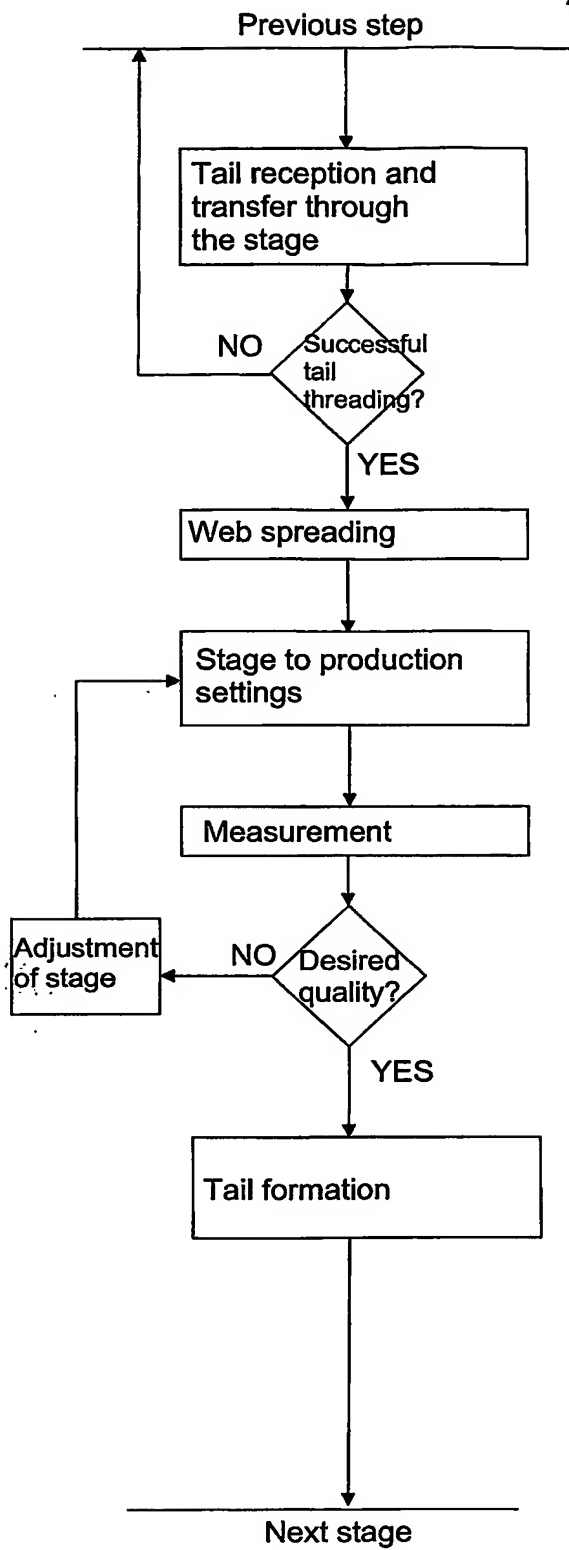 Previous step
Tail reception and
transfer through
the stage
NO
Successful
tail
threading?
YES
Web spreading
Stage to production
settings
Measurement
Adjustment
of stage
NO
Desired
quality?
YES
Tail formation
Next stage